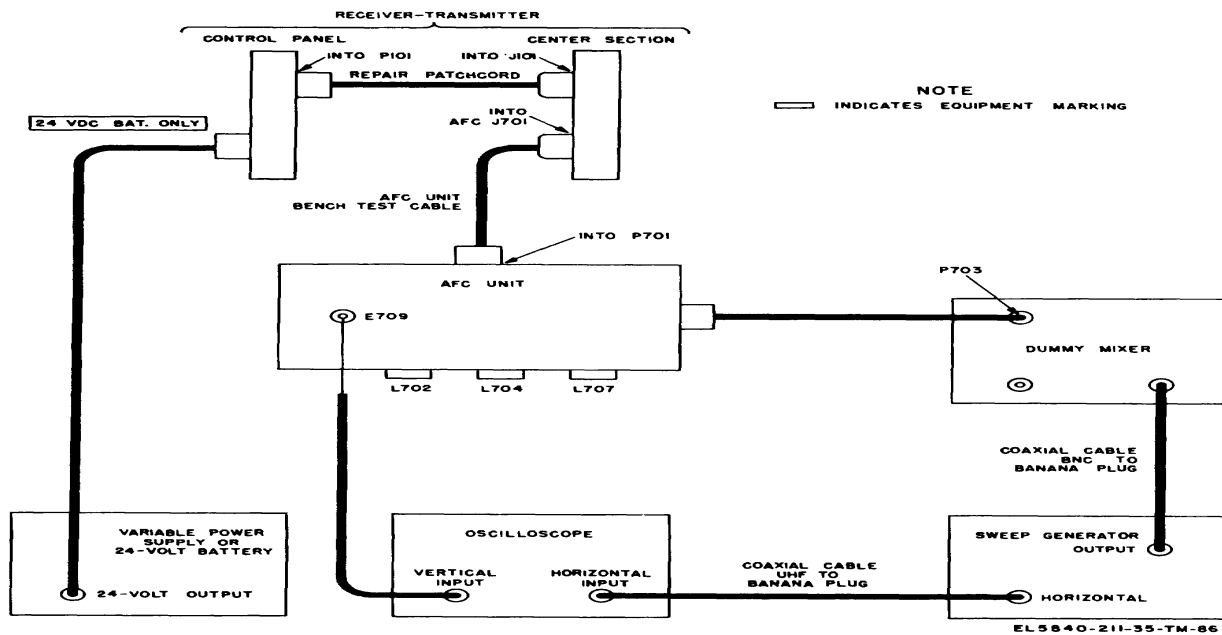 RECEIVER-TRANSMITTER
CONTROL PANEL
CENTER SECTION
INTO P101
INTO J101
REPAIR PATCHCORD
NOTE
INDICATES EQUIPMENT MARKING
24 VDC BAT. ONLY
INTO
AFC J701
AFC UNIT
BENCH TEST CABLE
INTO P701
AFC UNIT
P703
E709
DUMMY MIXER
L702
L704
L707
COAXIAL CABLE
BNC TO
BANANA PLUG
VARIABLE POWER
SUPPLY OR
24-VOLT BATTERY
24-VOLT OUTPUT
OSCILLOSCOPE
VERTICAL
INPUT
HORIZONTAL
INPUT
COAXIAL CABLE
UHF TO
BANANA PLUG
SWEEP GENERATOR
OUTPUT
HORIZONTAL
EL5840-211-35-TM-86